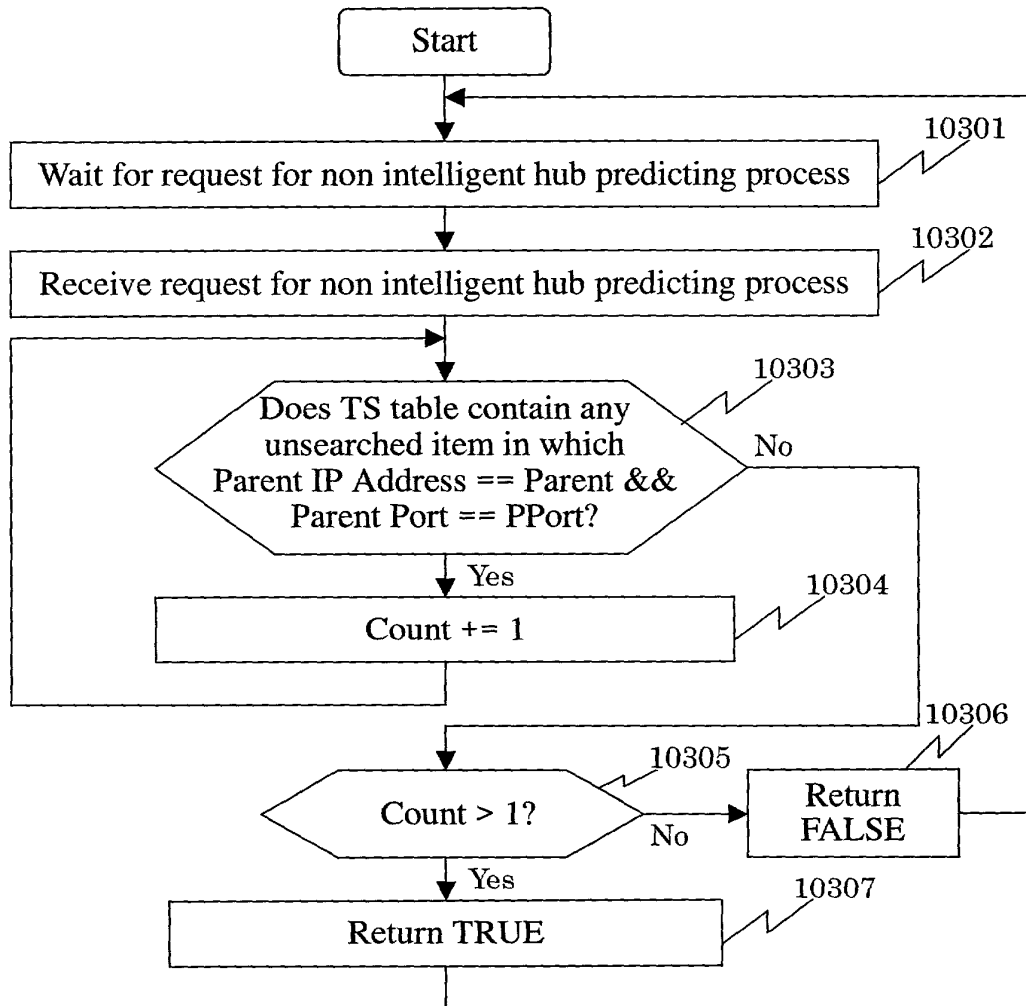 Start
10301
Wait for request for non intelligent hub predicting process
10302
Receive request for non intelligent hub predicting process
10303
Does TS table contain any
unsearched item in which
Parent IP Address == Parent &&
Parent Port == PPort?
No
Yes
10304
Count += 1
10305
10306
Count > 1?
No
Return
FALSE
Yes
10307
Return TRUE